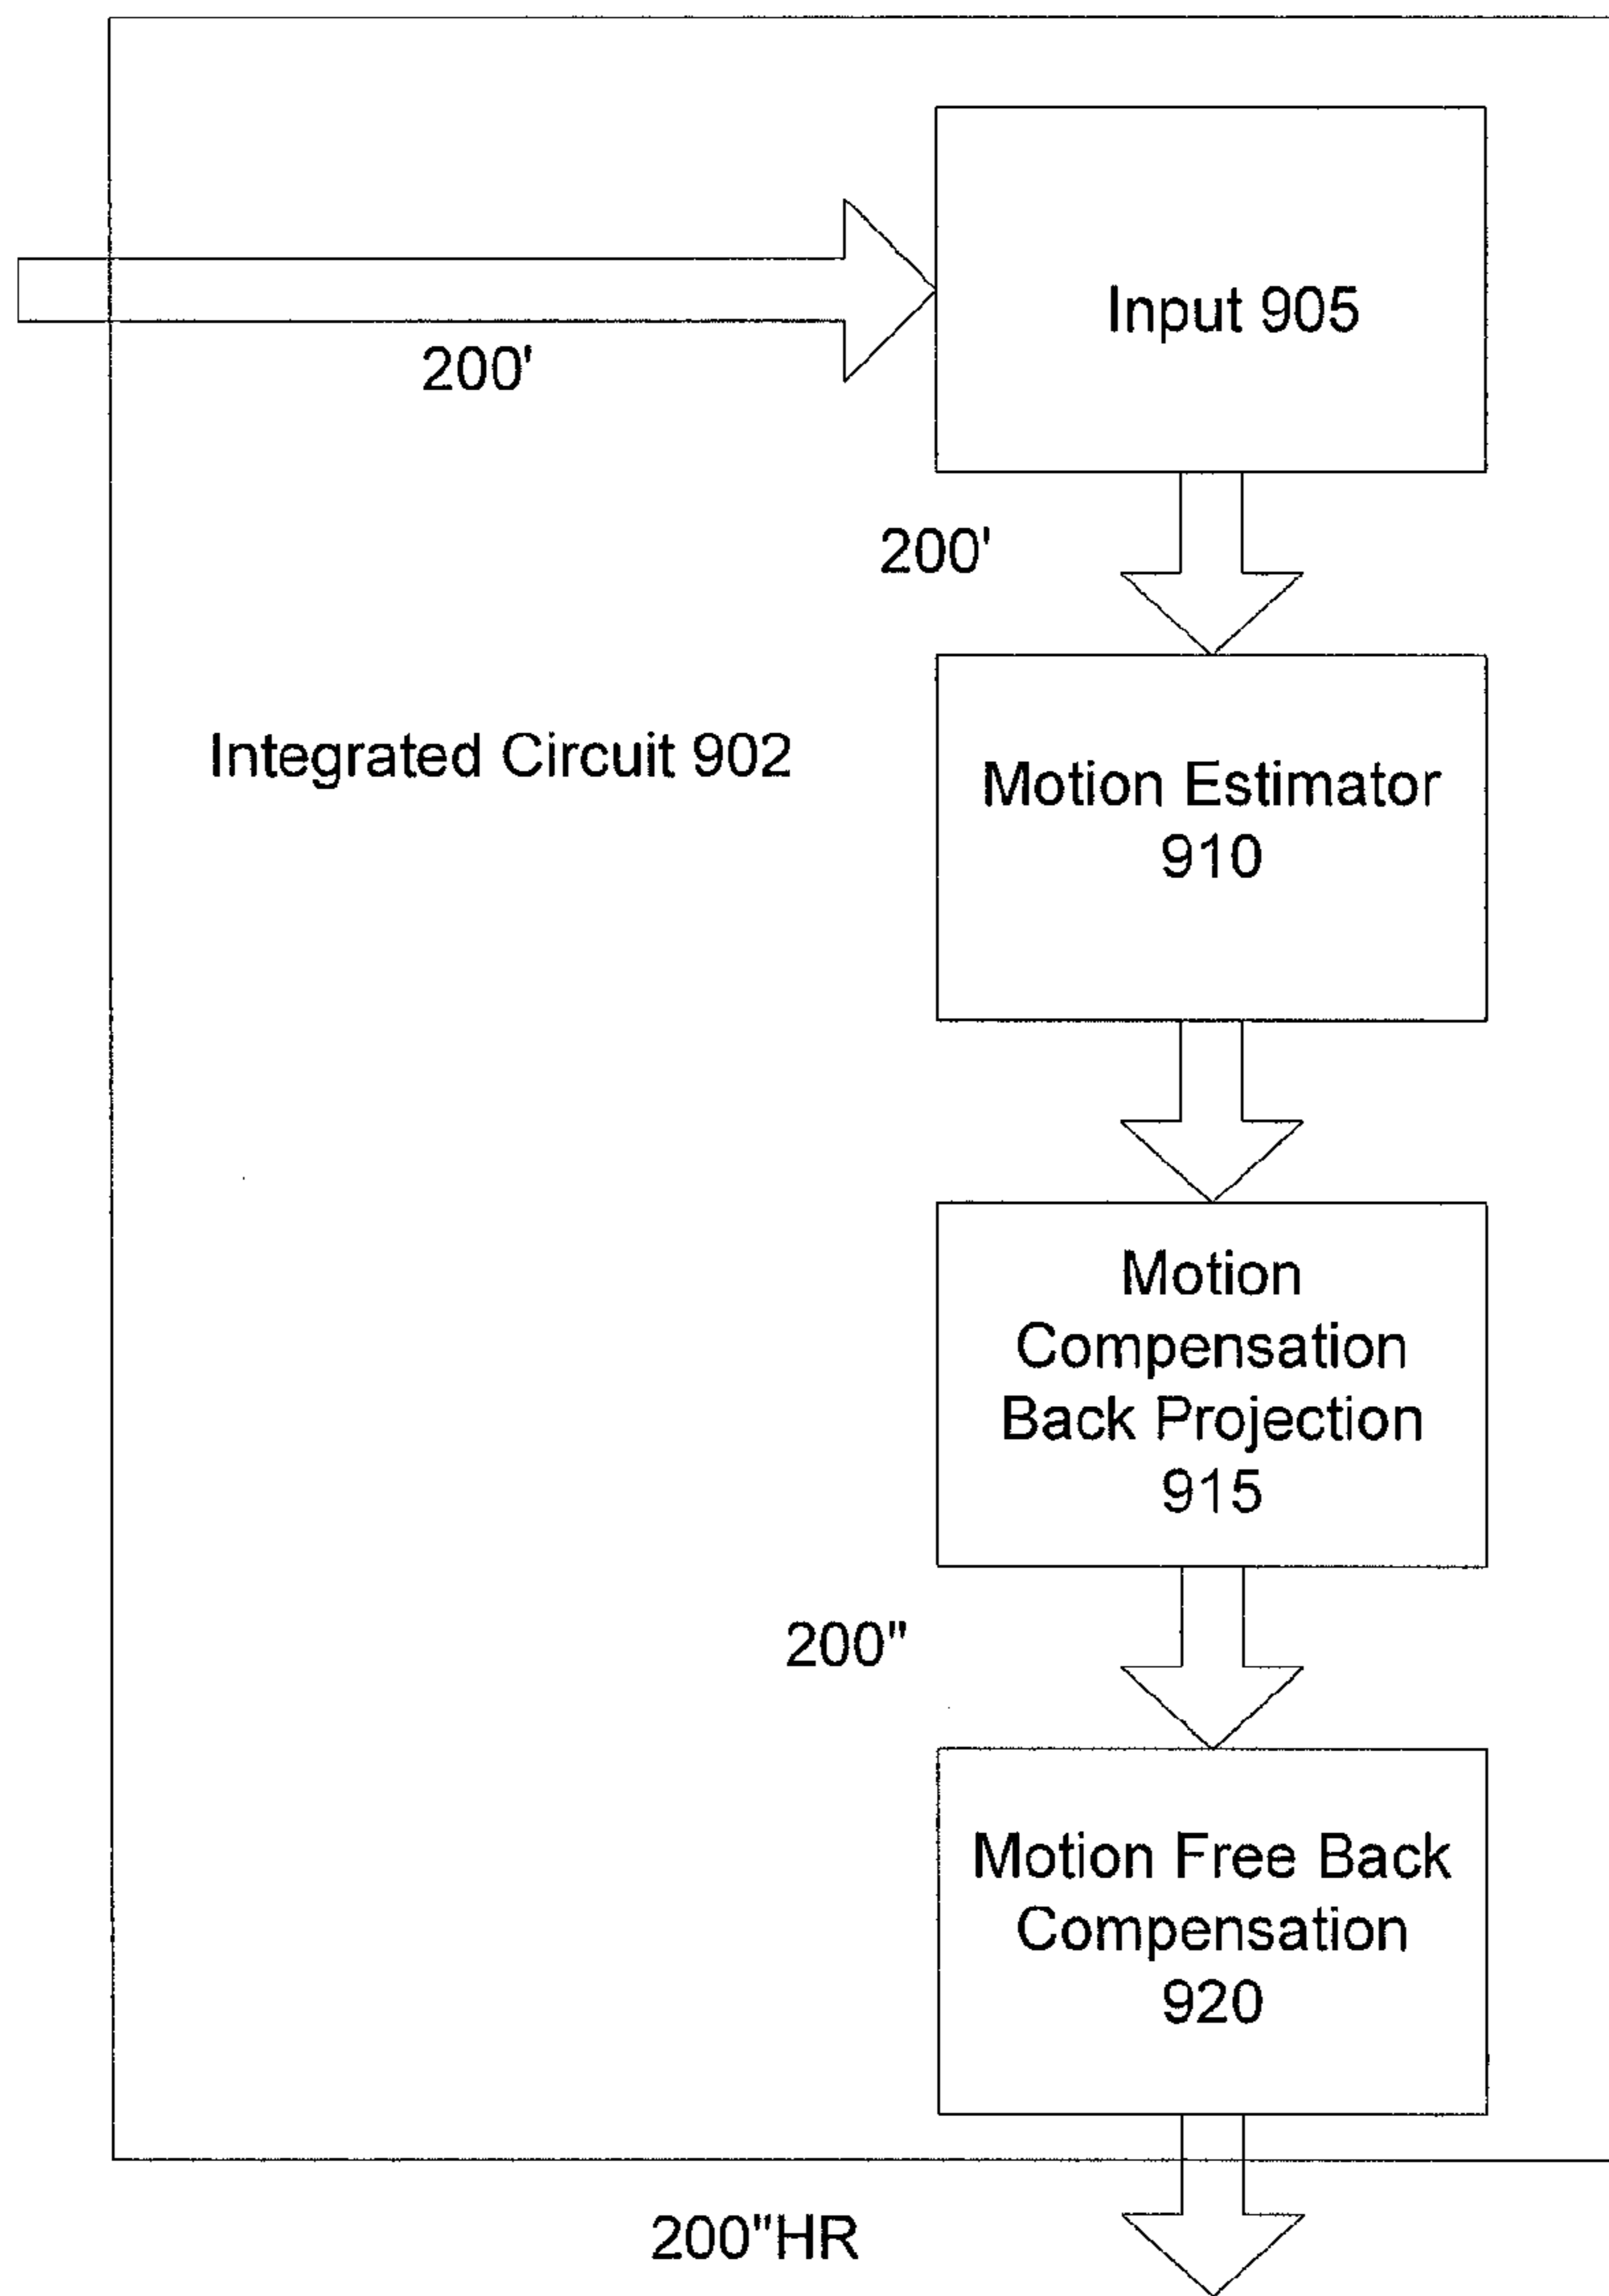 Input 905
200'
200'
Integrated Circuit 902
Motion Estimator
910
Motion
Compensation
Back Projection
915
200"
Motion Free Back
Compensation
920
200"HR